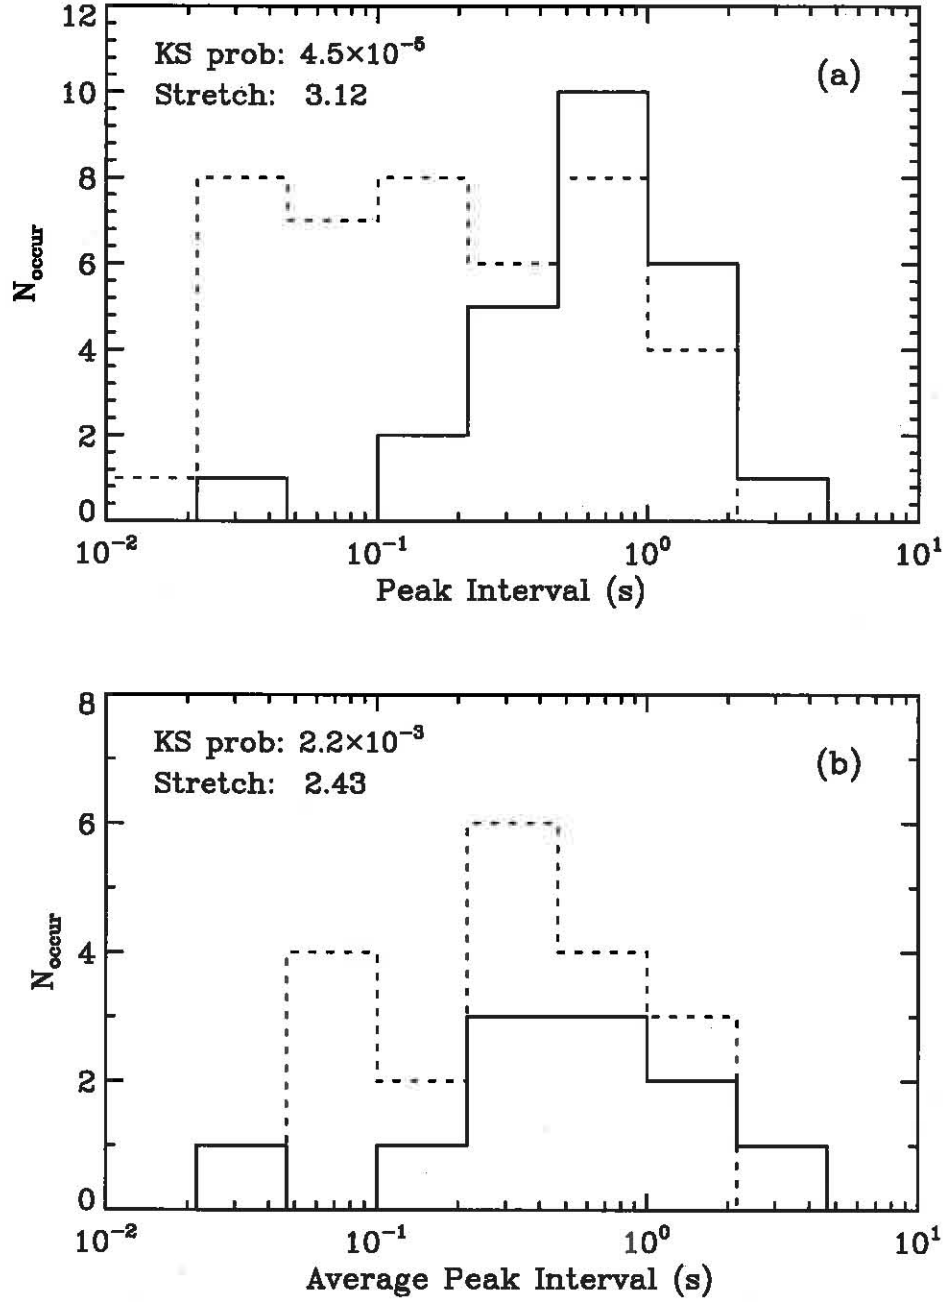 12
10
8
6
4
2
0
N_occur
KS prob: 4.5×10⁻⁵
Stretch: 3.12
(a)
10⁻² 10⁻¹ 10⁰ 10¹
Peak Interval (s)
8
6
4
2
0
N_occur
KS prob: 2.2×10⁻³
Stretch: 2.43
(b)
10⁻² 10⁻¹ 10⁰ 10¹
Average Peak Interval (s)